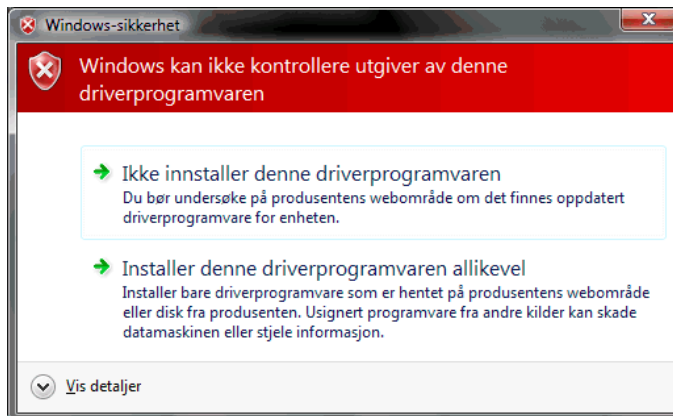 Windows-sikkerhet
Windows kan ikke kontrollere utgiver av denne
driverprogramvaren
Ikke innstaller denne driverprogramvaren
Du bør undersøke på produsentens webområde om det finnes oppdatert
driverprogramvare for enheten.
Installer denne driverprogramvaren allikevel
Installer bare driverprogramvare som er hentet på produsentens webområde
eller disk fra produsenten. Usignert programvare fra andre kilder kan skade
datamaskinen eller stjele informasjon.
Vis detaljer